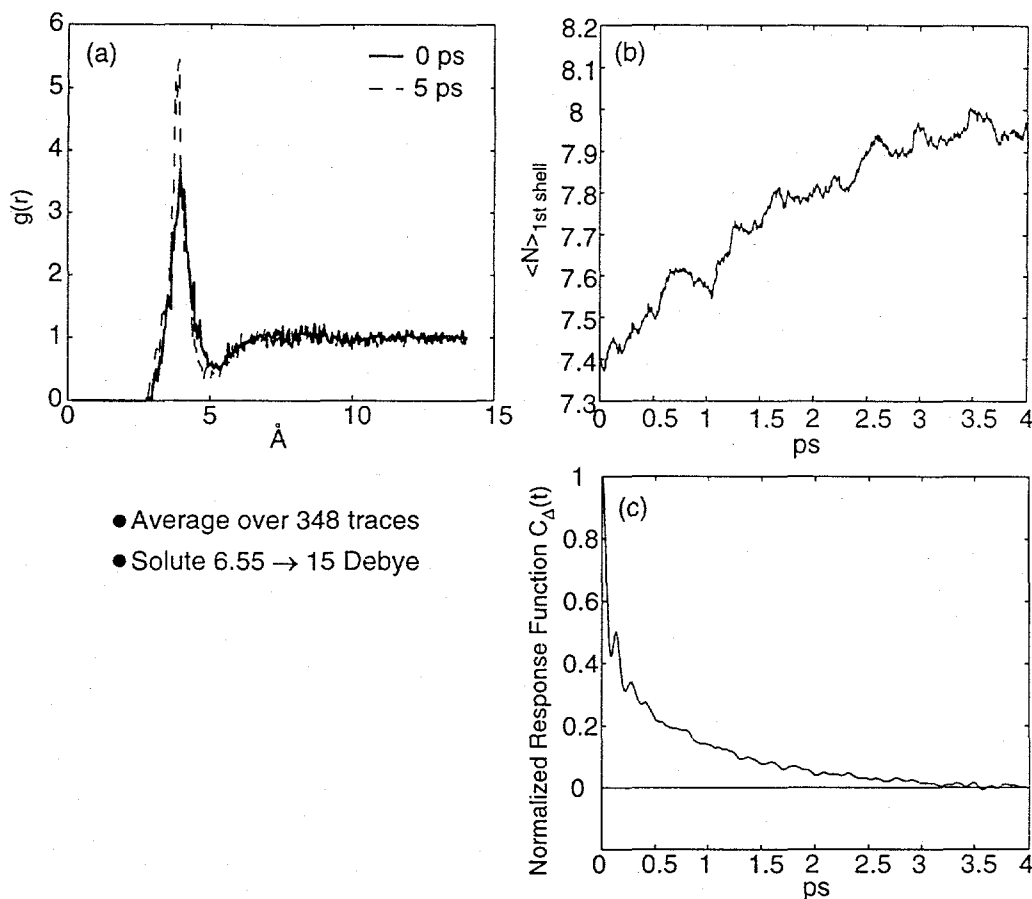 (a)
0 ps
5 ps
g(r)
6
5
4
3
2
1
0
0 5 10 15
Å
(b)
<N>1st shell
8.2
8.1
8
7.9
7.8
7.7
7.6
7.5
7.4
7.3
0 0.5 1 1.5 2 2.5 3 3.5 4
ps
● Average over 348 traces
● Solute 6.55 → 15 Debye
(c)
Normalized Response Function CΔ(t)
1
0.8
0.6
0.4
0.2
0
0 0.5 1 1.5 2 2.5 3 3.5 4
ps